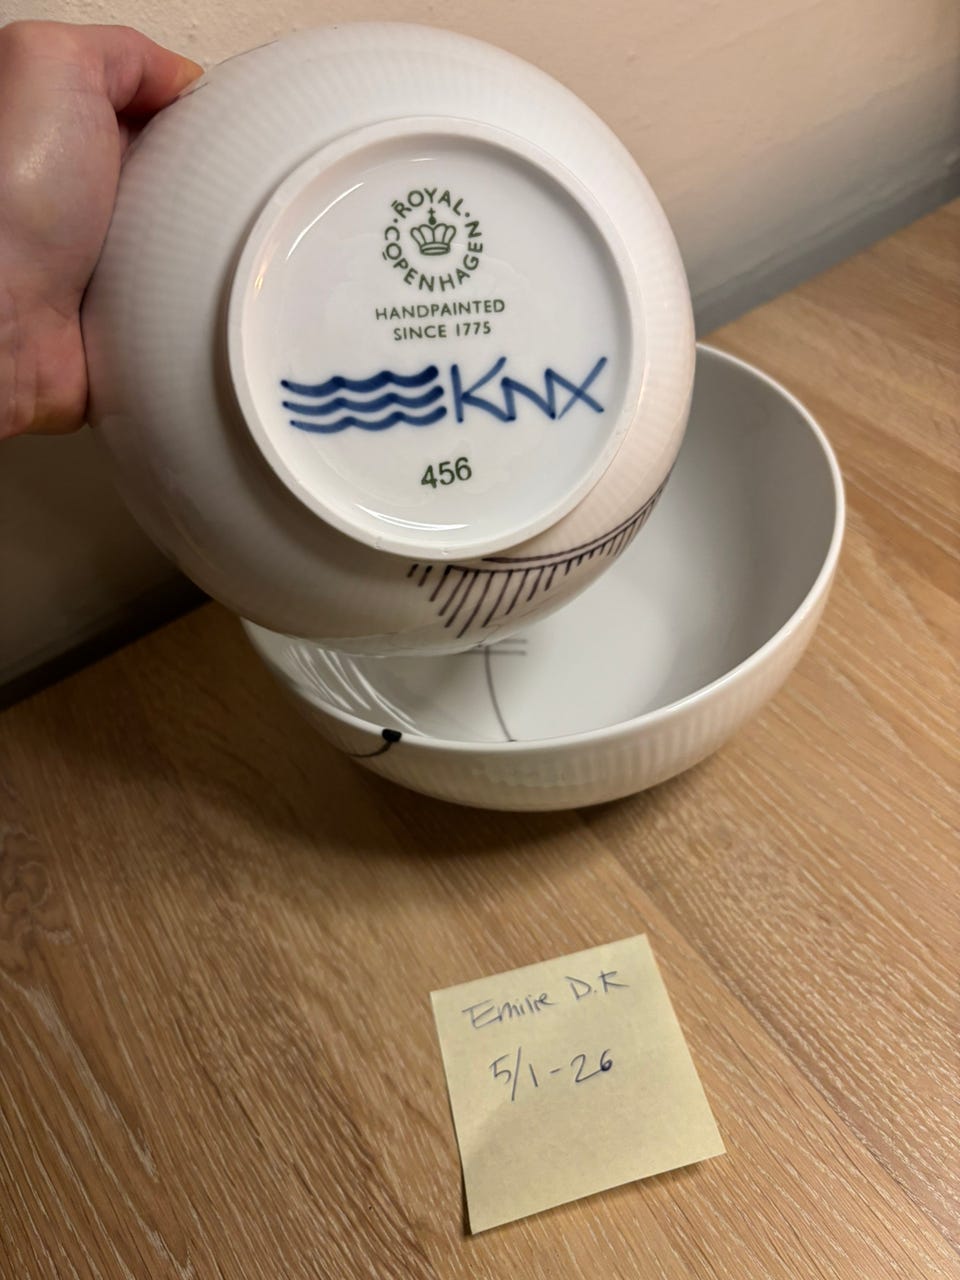 ROYAL · COPENHAGEN ·
HANDPAINTED
SINCE 1775
KNX
456
Emilie D.K
5/1-26